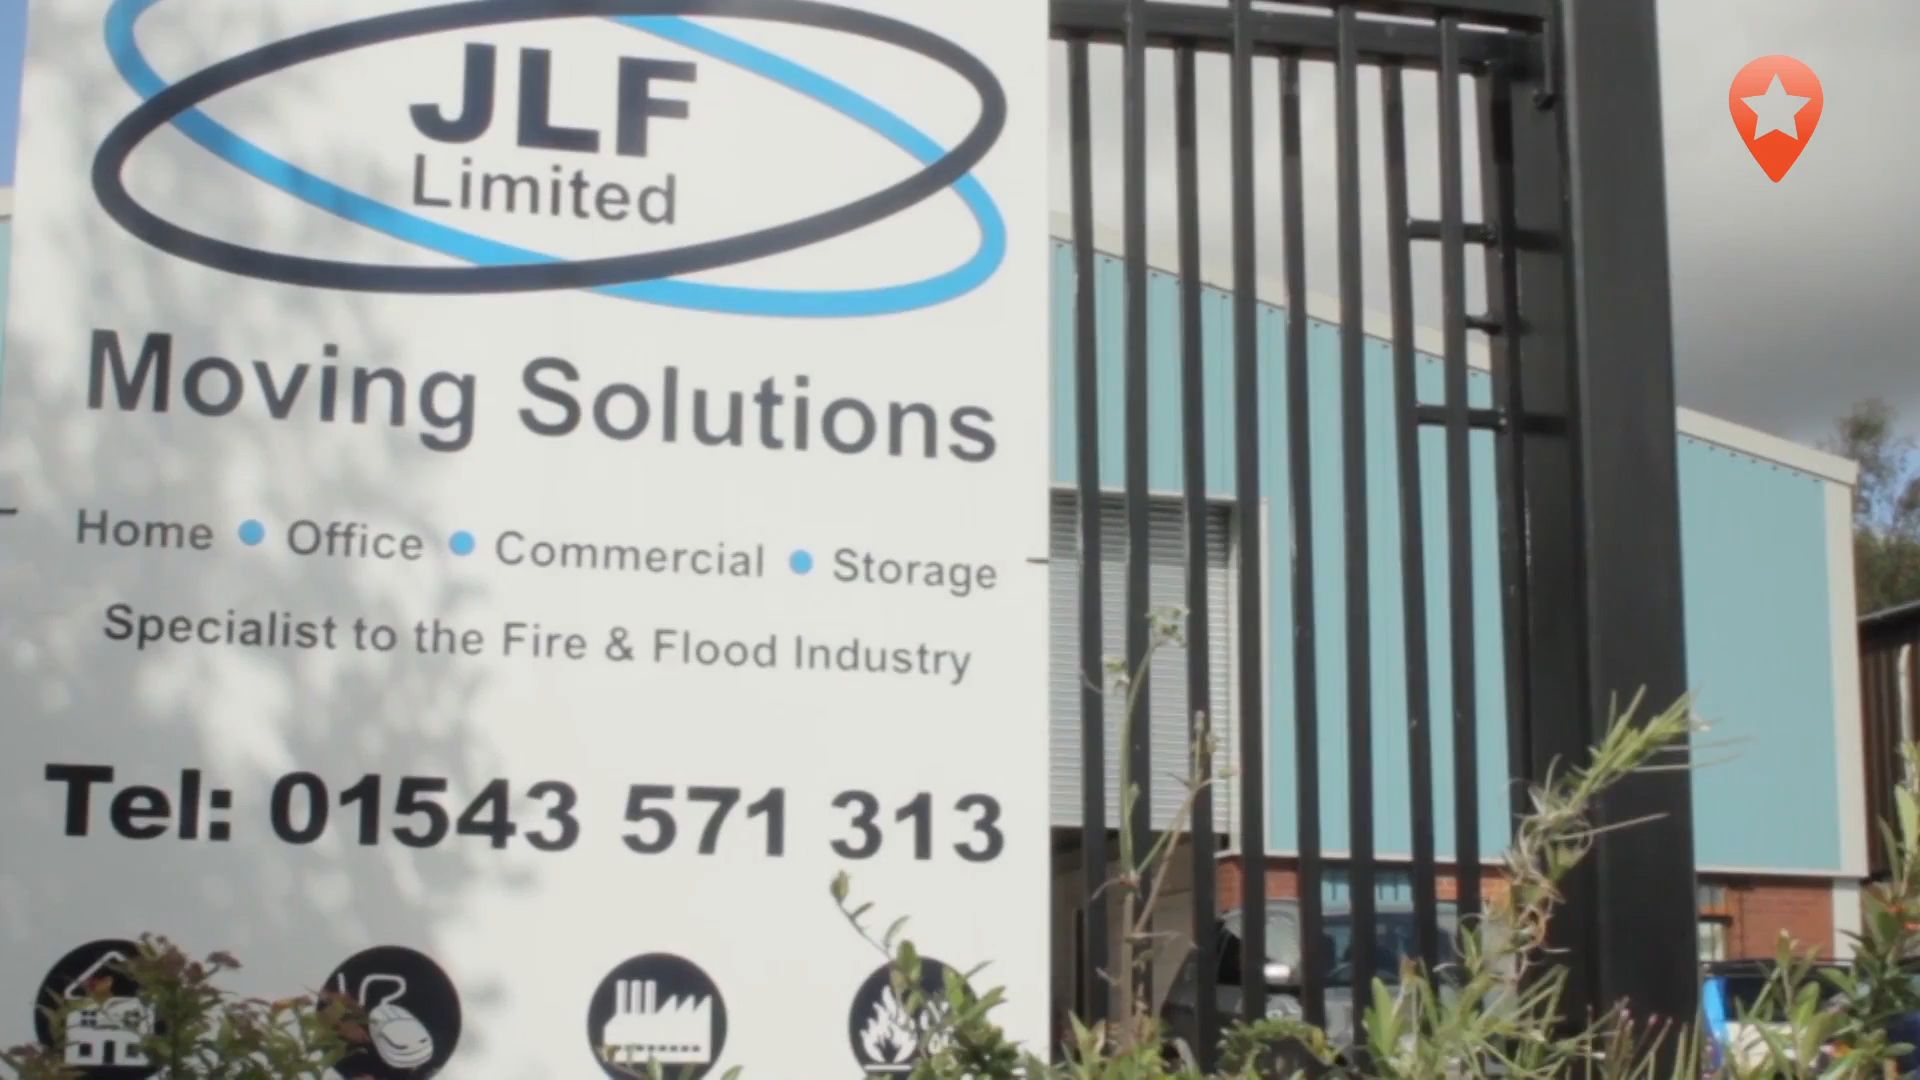 JLF
Limited
Moving Solutions
Home • Office • Commercial • Storage
Specialist to the Fire & Flood Industry
Tel: 01543 571 313